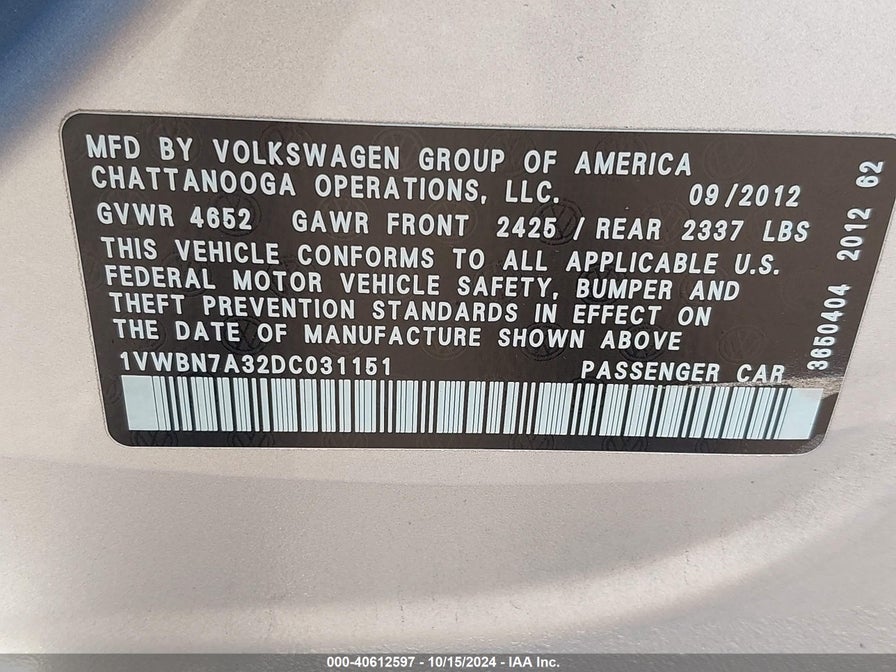 MFD BY VOLKSWAGEN GROUP OF AMERICA
CHATTANOOGA OPERATIONS, LLC. 09/2012
GVWR 4652 GAWR FRONT 2425 / REAR 2337 LBS
THIS VEHICLE CONFORMS TO ALL APPLICABLE U.S.
FEDERAL MOTOR VEHICLE SAFETY, BUMPER AND
THEFT PREVENTION STANDARDS IN EFFECT ON
THE DATE OF MANUFACTURE SHOWN ABOVE
1VWBN7A32DC031151 PASSENGER CAR
3650404 2012 62
000-40612597 - 10/15/2024 - IAA Inc.